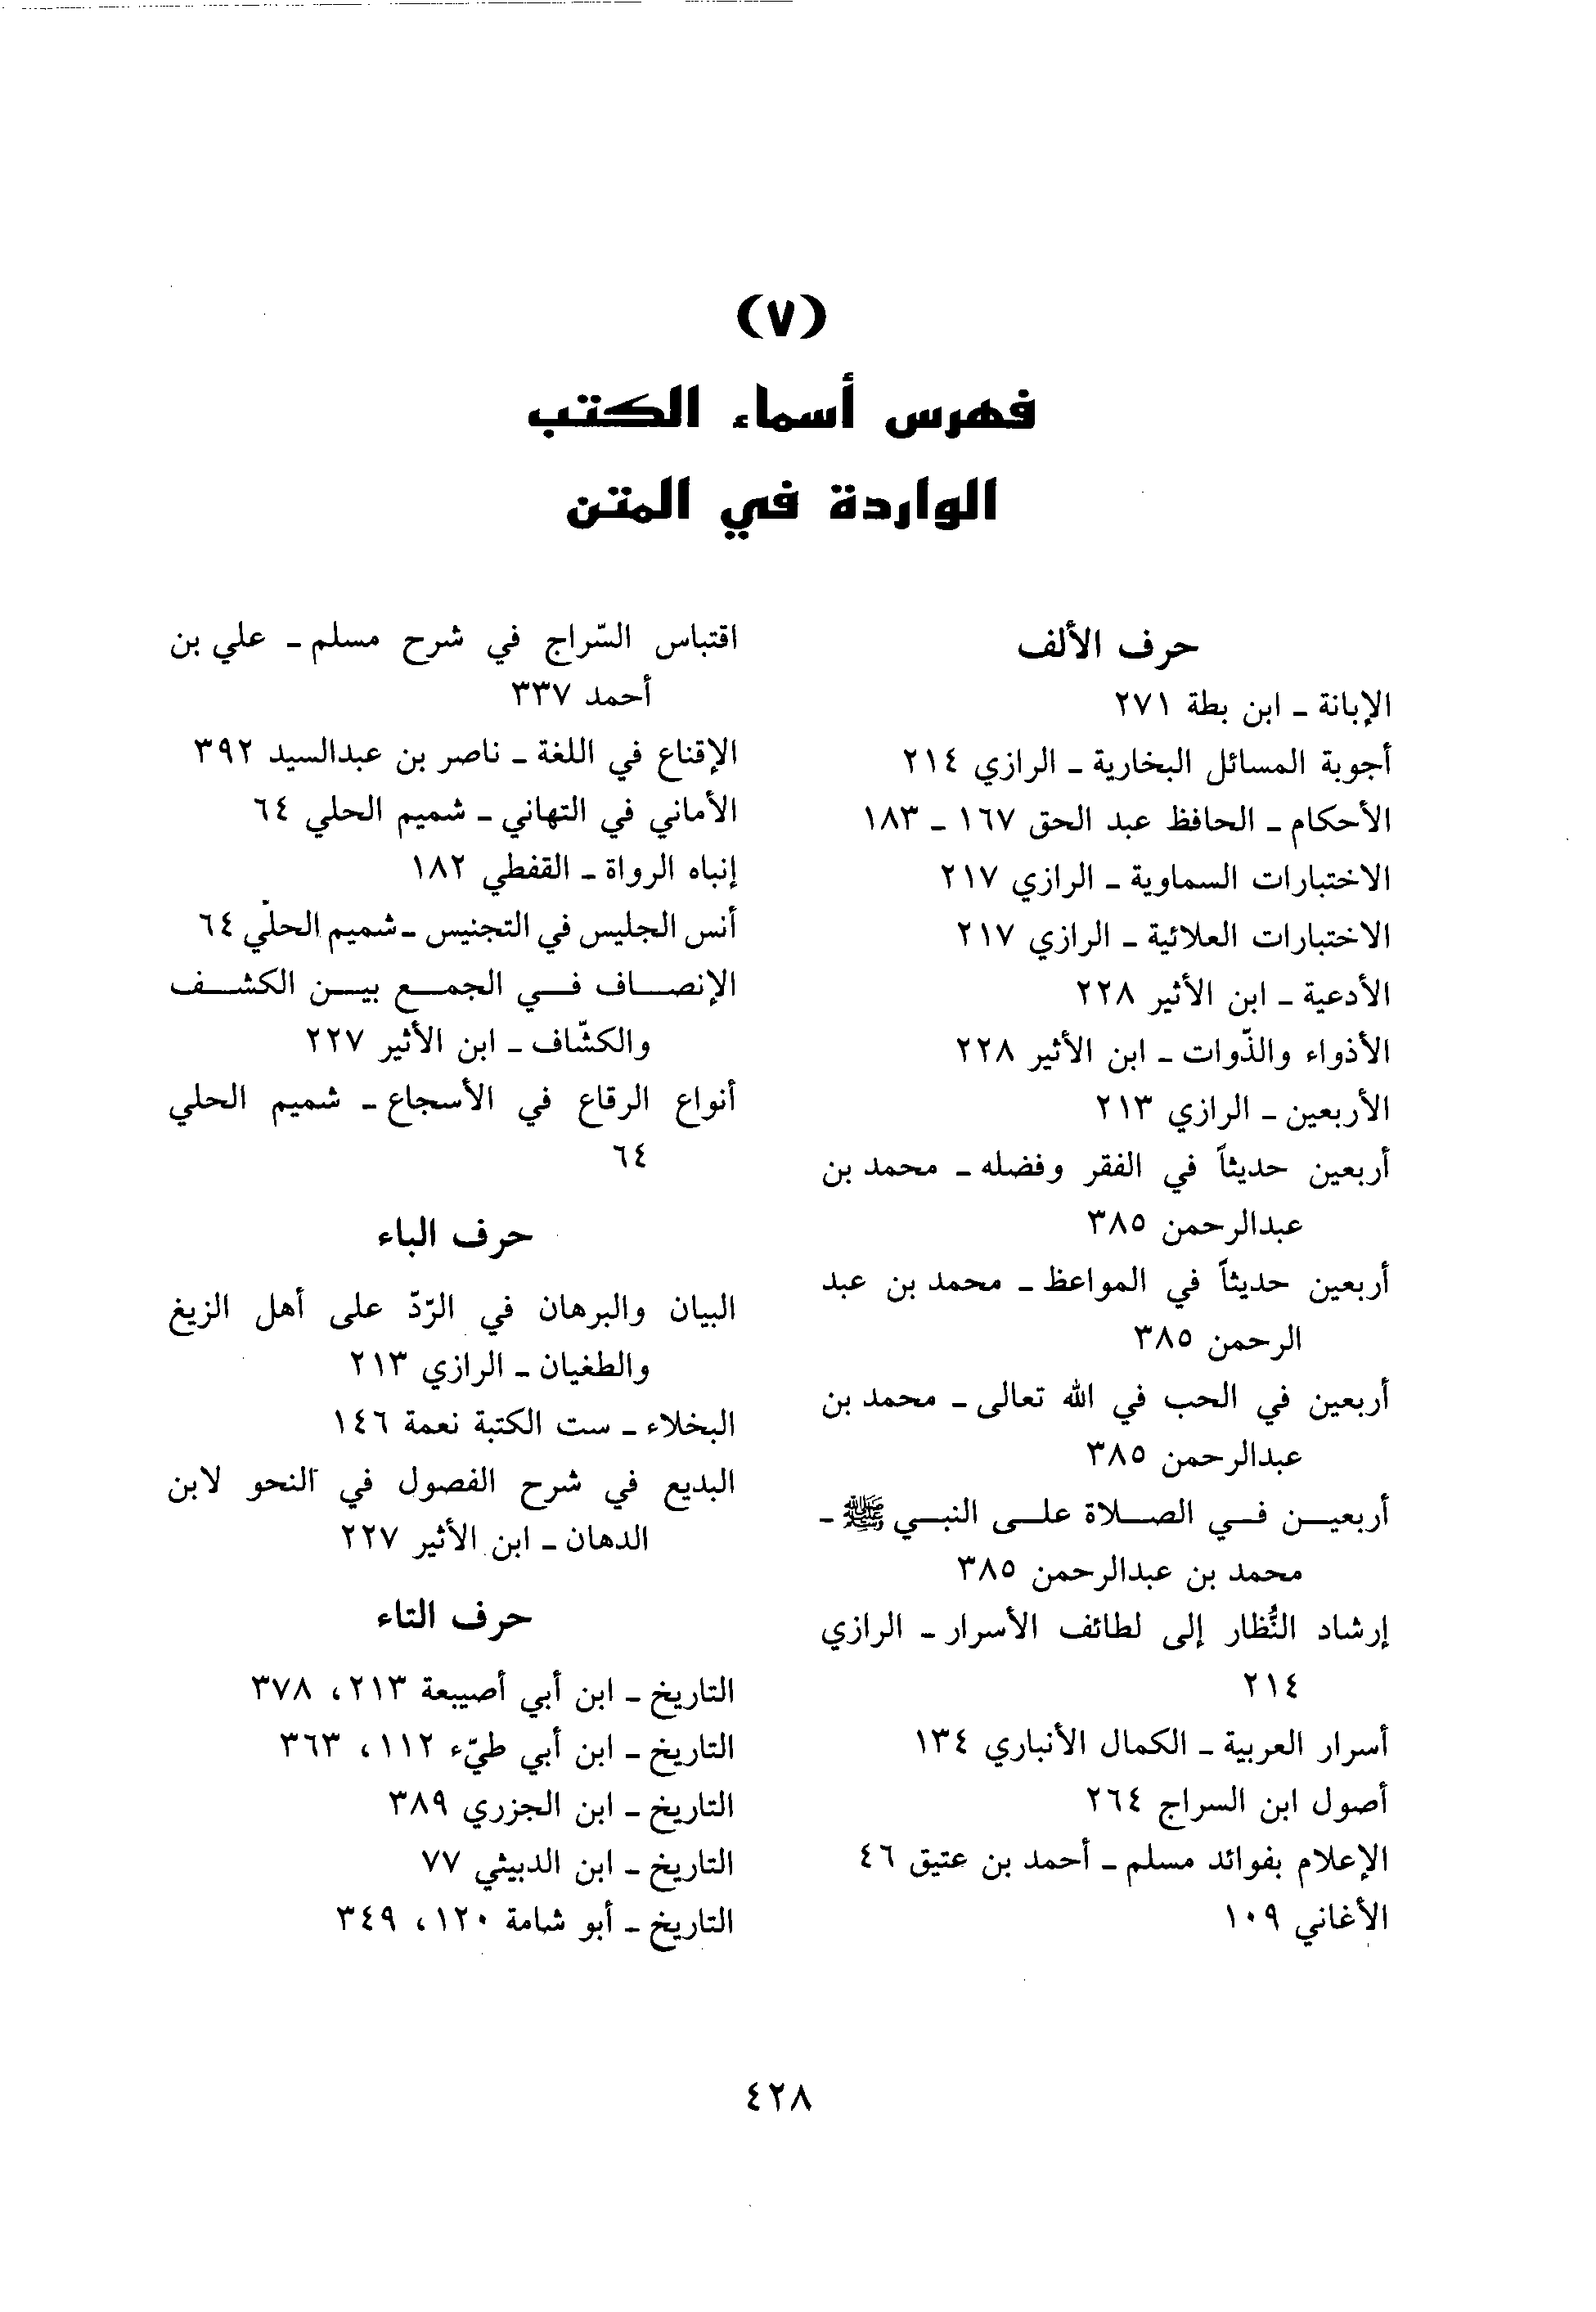 (٧)
فهرس أسماء الكتب
الواردة في المتن
حرف الألف
الإبانة ـ ابن بطة ٢٧١
أجوبة المسائل البخارية ـ الرازي ٢١٤
الأحكام ـ الحافظ عبد الحق ١٦٧ ـ ١٨٣
الاختبارات السماوية ـ الرازي ٢١٧
الاختبارات العلائية ـ الرازي ٢١٧
الأدعية ـ ابن الأثير ٢٢٨
الأذواء والذّوات ـ ابن الأثير ٢٢٨
الأربعين ـ الرازي ٢١٣
أربعين حديثاً في الفقر وفضله ـ محمد بن
عبدالرحمن ٣٨٥
أربعين حديثاً في المواعظ ـ محمد بن عبد
الرحمن ٣٨٥
أربعين في الحب في الله تعالى ـ محمد بن
عبدالرحمن ٣٨٥
أربعيـن فـي الصـلاة علـى النبـي ﷺ ـ
محمد بن عبدالرحمن ٣٨٥
إرشاد النُّظار إلى لطائف الأسرار ـ الرازي
٢١٤
أسرار العربية ـ الكمال الأنباري ١٣٤
أصول ابن السراج ٢٦٤
الإعلام بفوائد مسلم ـ أحمد بن عتيق ٤٦
الأغاني ١٠٩
اقتباس السّراج في شرح مسلم ـ علي بن
أحمد ٣٣٧
الإقناع في اللغة ـ ناصر بن عبدالسيد ٣٩٢
الأماني في التهاني ـ شميم الحلي ٦٤
إنباه الرواة ـ القفطي ١٨٢
أنس الجليس في التجنيس ـ شميم الحلّي ٦٤
الإنصـاف فـي الجمـع بيـن الكشـف
والكشّاف ـ ابن الأثير ٢٢٧
أنواع الرقاع في الأسجاع ـ شميم الحلي
٦٤
حرف الباء
البيان والبرهان في الرّدّ على أهل الزيغ
والطغيان ـ الرازي ٢١٣
البخلاء ـ ست الكتبة نعمة ١٤٦
البديع في شرح الفصول في النحو لابن
الدهان ـ ابن الأثير ٢٢٧
حرف التاء
التاريخ ـ ابن أبي أصيبعة ٢١٣، ٣٧٨
التاريخ ـ ابن أبي طيّء ١١٢، ٣٦٣
التاريخ ـ ابن الجزري ٣٨٩
التاريخ ـ ابن الدبيثي ٧٧
التاريخ ـ أبو شامة ١٢٠، ٣٤٩
٤٢٨